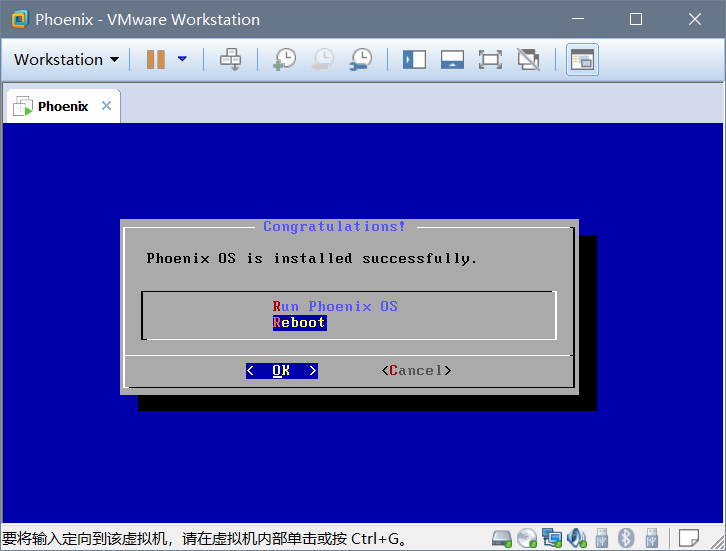 Phoenix - VMware Workstation
Workstation
Phoenix
Congratulations!
Phoenix OS is installed successfully.
Run Phoenix OS
Reboot
< OK > <Cancel>
要将输入定向到该虚拟机，请在虚拟机内部单击或按 Ctrl+G。